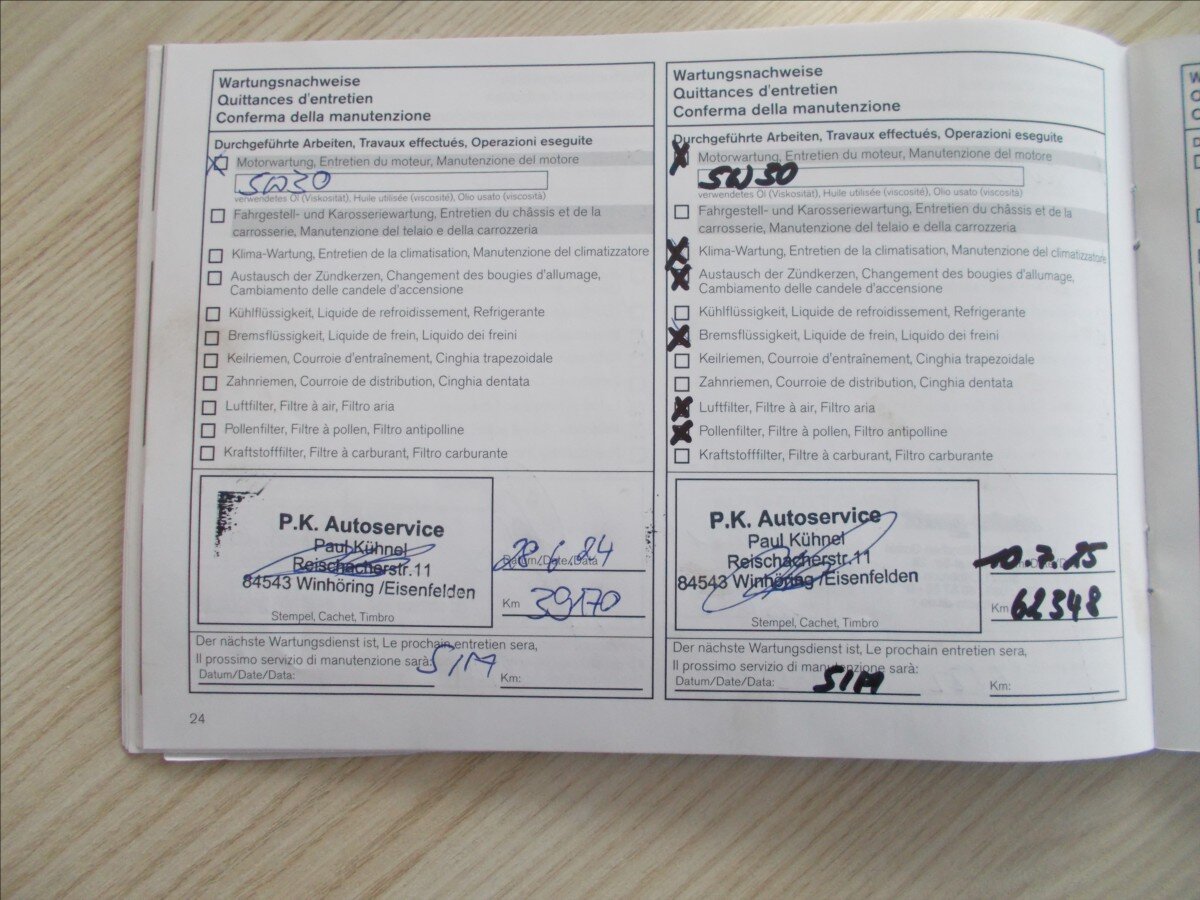 Wartungsnachweise
Quittances d'entretien
Conferma della manutenzione
Durchgeführte Arbeiten, Travaux effectués, Operazioni eseguite
Motorwartung, Entretien du moteur, Manutenzione del motore
5W30
verwendetes Öl (Viskosität), Huile utilisée (viscosité), Olio usato (viscosità)
Fahrgestell- und Karosseriewartung, Entretien du châssis et de la
carrosserie, Manutenzione del telaio e della carrozzeria
Klima-Wartung, Entretien de la climatisation, Manutenzione del climatizzatore
Austausch der Zündkerzen, Changement des bougies d'allumage,
Cambiamento delle candele d'accensione
Kühlflüssigkeit, Liquide de refroidissement, Refrigerante
Bremsflüssigkeit, Liquide de frein, Liquido dei freini
Keilriemen, Courroie d'entraînement, Cinghia trapezoidale
Zahnriemen, Courroie de distribution, Cinghia dentata
Luftfilter, Filtre à air, Filtro aria
Pollenfilter, Filtre à pollen, Filtro antipolline
Kraftstofffilter, Filtre à carburant, Filtro carburante
P.K. Autoservice
Paul Kühnel
Reischacherstr.11
84543 Winhöring /Eisenfelden
Stempel, Cachet, Timbro
28.6.24
Datum/Date/Data
Km 39170
Der nächste Wartungsdienst ist, Le prochain entretien sera,
Il prossimo servizio di manutenzione sarà:
SIM
Datum/Date/Data:
Km:
24
Wartungsnachweise
Quittances d'entretien
Conferma della manutenzione
Durchgeführte Arbeiten, Travaux effectués, Operazioni eseguite
Motorwartung, Entretien du moteur, Manutenzione del motore
5W30
verwendetes Öl (Viskosität), Huile utilisée (viscosité), Olio usato (viscosità)
Fahrgestell- und Karosseriewartung, Entretien du châssis et de la
carrosserie, Manutenzione del telaio e della carrozzeria
Klima-Wartung, Entretien de la climatisation, Manutenzione del climatizzatore
Austausch der Zündkerzen, Changement des bougies d'allumage,
Cambiamento delle candele d'accensione
Kühlflüssigkeit, Liquide de refroidissement, Refrigerante
Bremsflüssigkeit, Liquide de frein, Liquido dei freini
Keilriemen, Courroie d'entraînement, Cinghia trapezoidale
Zahnriemen, Courroie de distribution, Cinghia dentata
Luftfilter, Filtre à air, Filtro aria
Pollenfilter, Filtre à pollen, Filtro antipolline
Kraftstofffilter, Filtre à carburant, Filtro carburante
P.K. Autoservice
Paul Kühnel
Reischacherstr.11
84543 Winhöring /Eisenfelden
Stempel, Cachet, Timbro
10.7.25
Km 62348
Der nächste Wartungsdienst ist, Le prochain entretien sera,
Il prossimo servizio di manutenzione sarà:
Datum/Date/Data: SIM
Km: